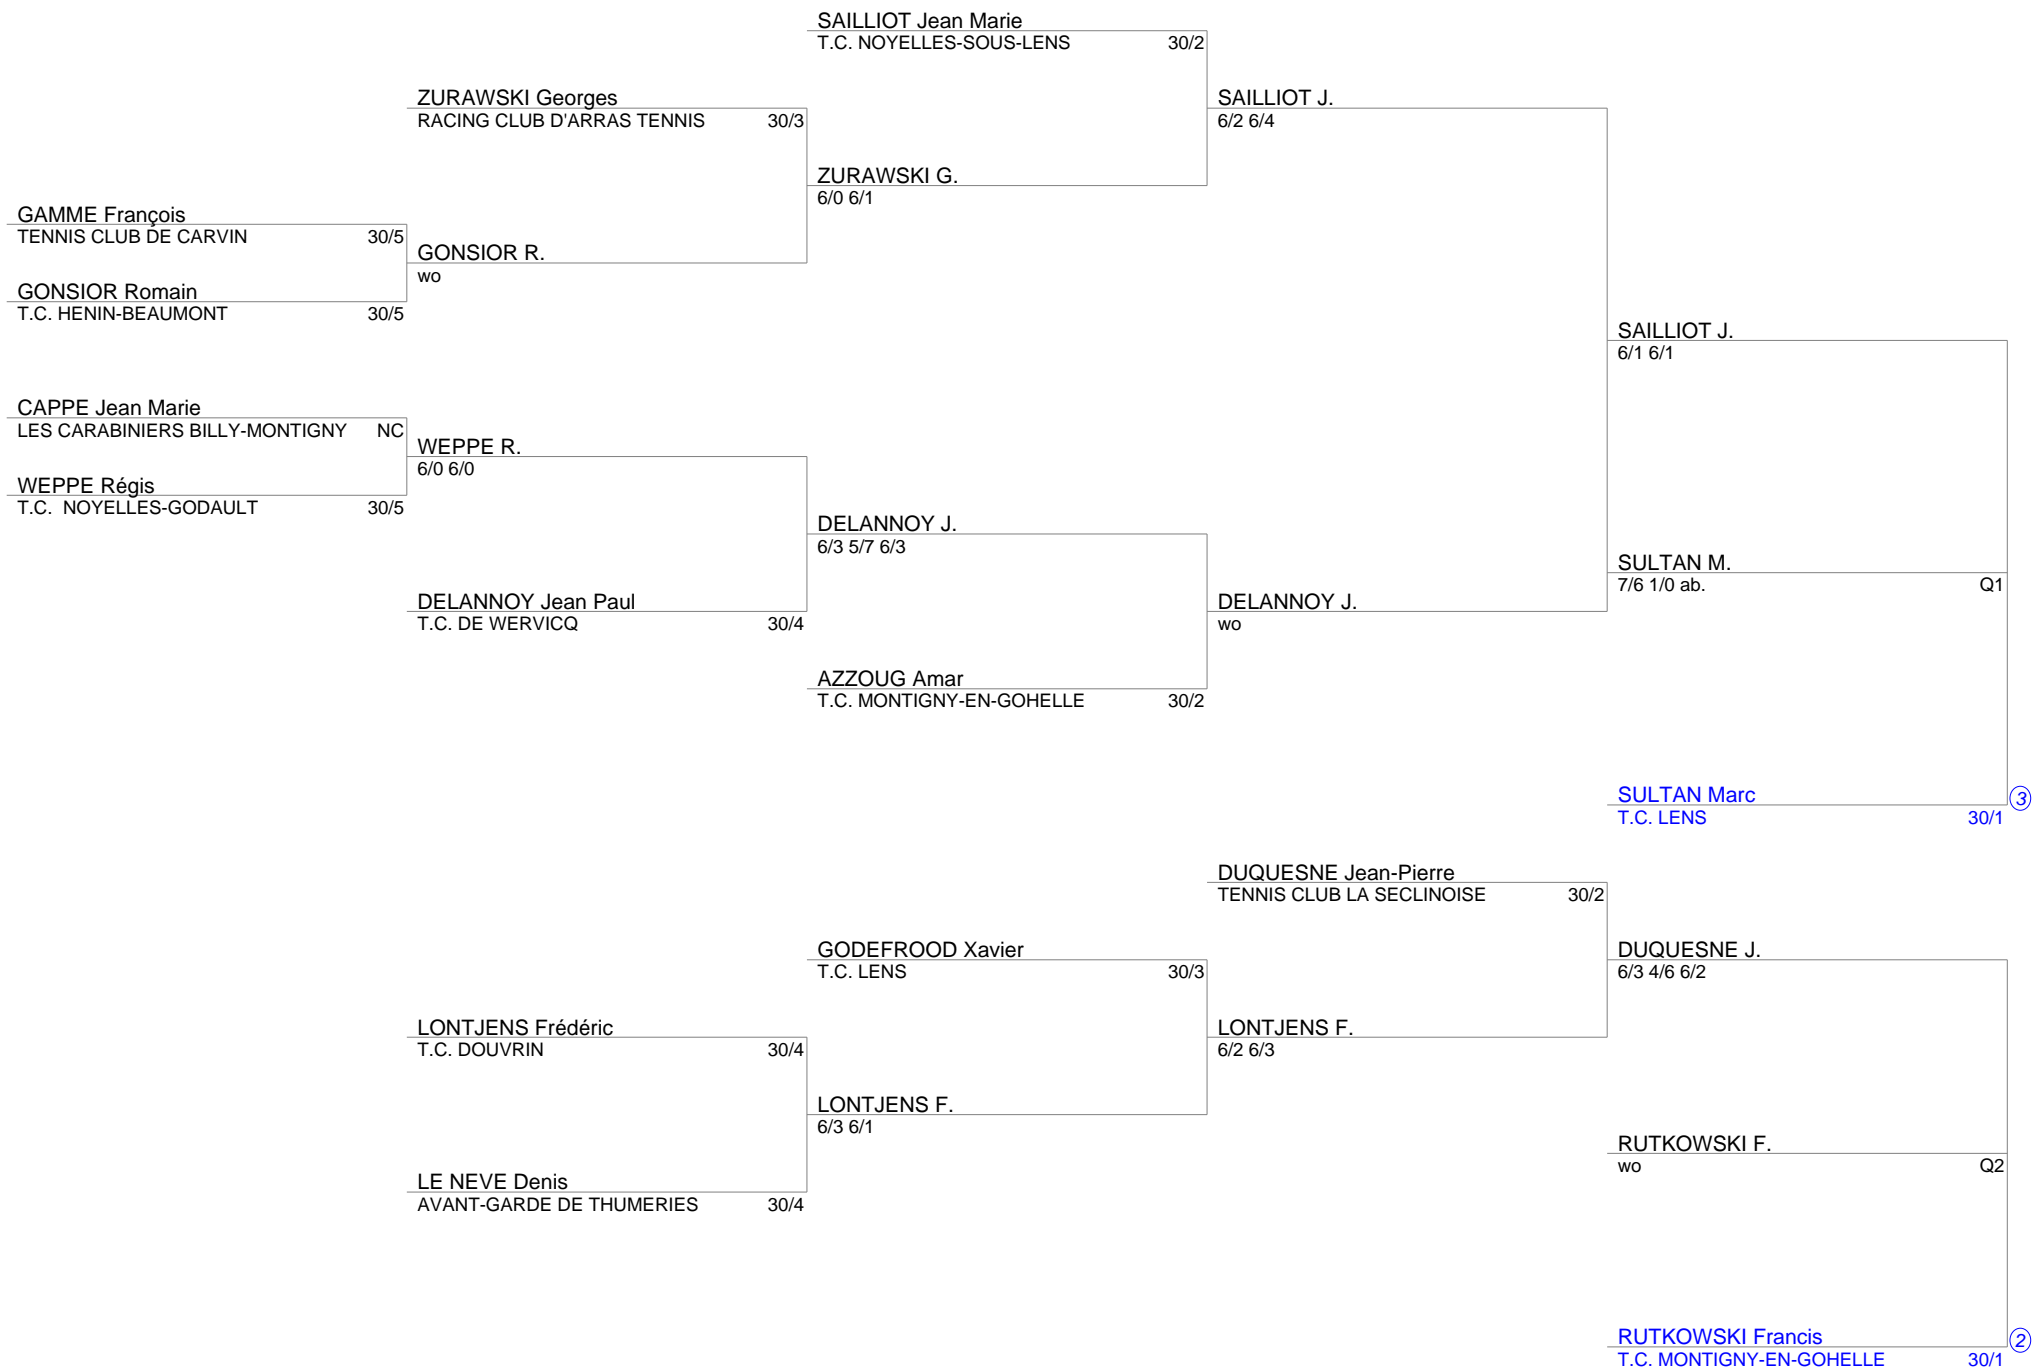 SAILLIOT Jean Marie
T.C. NOYELLES-SOUS-LENS 30/2
ZURAWSKI Georges
RACING CLUB D'ARRAS TENNIS 30/3
SAILLIOT J.
6/2 6/4
ZURAWSKI G.
6/0 6/1
GAMME François
TENNIS CLUB DE CARVIN 30/5
GONSIOR R.
wo
GONSIOR Romain
T.C. HENIN-BEAUMONT 30/5
SAILLIOT J.
6/1 6/1
CAPPE Jean Marie
LES CARABINIERS BILLY-MONTIGNY NC
WEPPE R.
6/0 6/0
WEPPE Régis
T.C. NOYELLES-GODAULT 30/5
DELANNOY J.
6/3 5/7 6/3
SULTAN M.
7/6 1/0 ab. Q1
DELANNOY Jean Paul
T.C. DE WERVICQ 30/4
DELANNOY J.
wo
AZZOUG Amar
T.C. MONTIGNY-EN-GOHELLE 30/2
SULTAN Marc 3
T.C. LENS 30/1
DUQUESNE Jean-Pierre
TENNIS CLUB LA SECLINOISE 30/2
GODEFROOD Xavier
T.C. LENS 30/3
DUQUESNE J.
6/3 4/6 6/2
LONTJENS Frédéric
T.C. DOUVRIN 30/4
LONTJENS F.
6/2 6/3
LONTJENS F.
6/3 6/1
RUTKOWSKI F.
wo Q2
LE NEVE Denis
AVANT-GARDE DE THUMERIES 30/4
RUTKOWSKI Francis 2
T.C. MONTIGNY-EN-GOHELLE 30/1